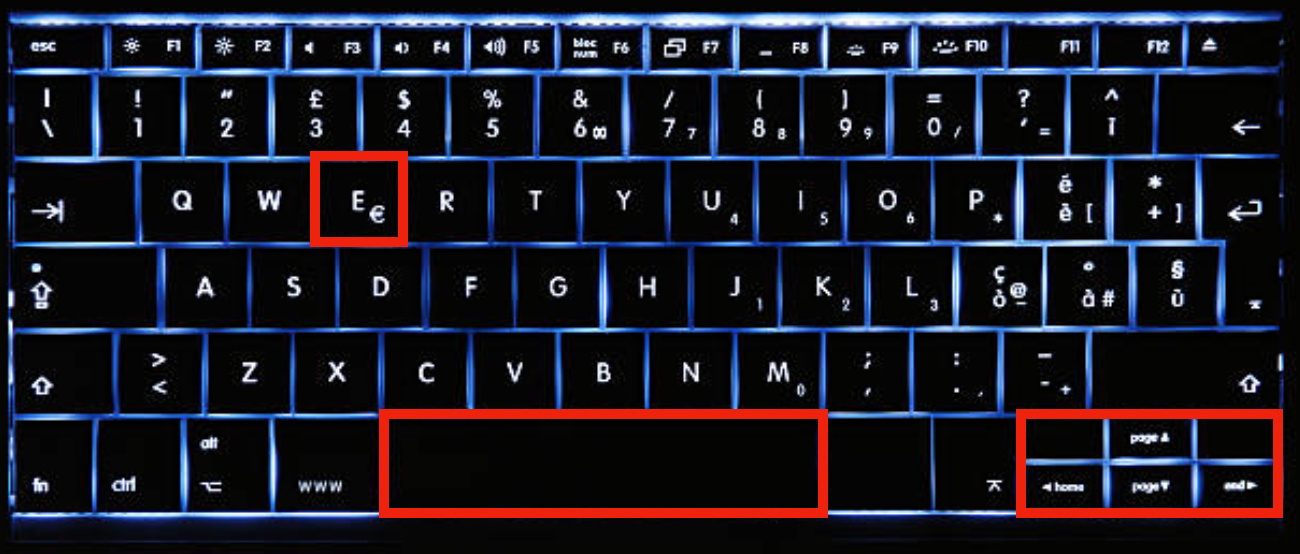 esc F1 F2 F3 F4 F5 bloc num F6 F7 F8 F9 F10 F11 F12
| ! " £ $ % & / ( ) = ? ^
\ 1 2 3 4 5 6 7 7 8 8 9 9 0 / ' = ì
Q W E € R T Y U 4 I 5 O 6 P * é è [ * + ]
A S D F G H J 1 K 2 L 3 ç ò @ ° à # § ù
> < Z X C V B N M 0 ; , : . _ - +
fn ctrl alt www page ▲
◄ home page ▼ end ►